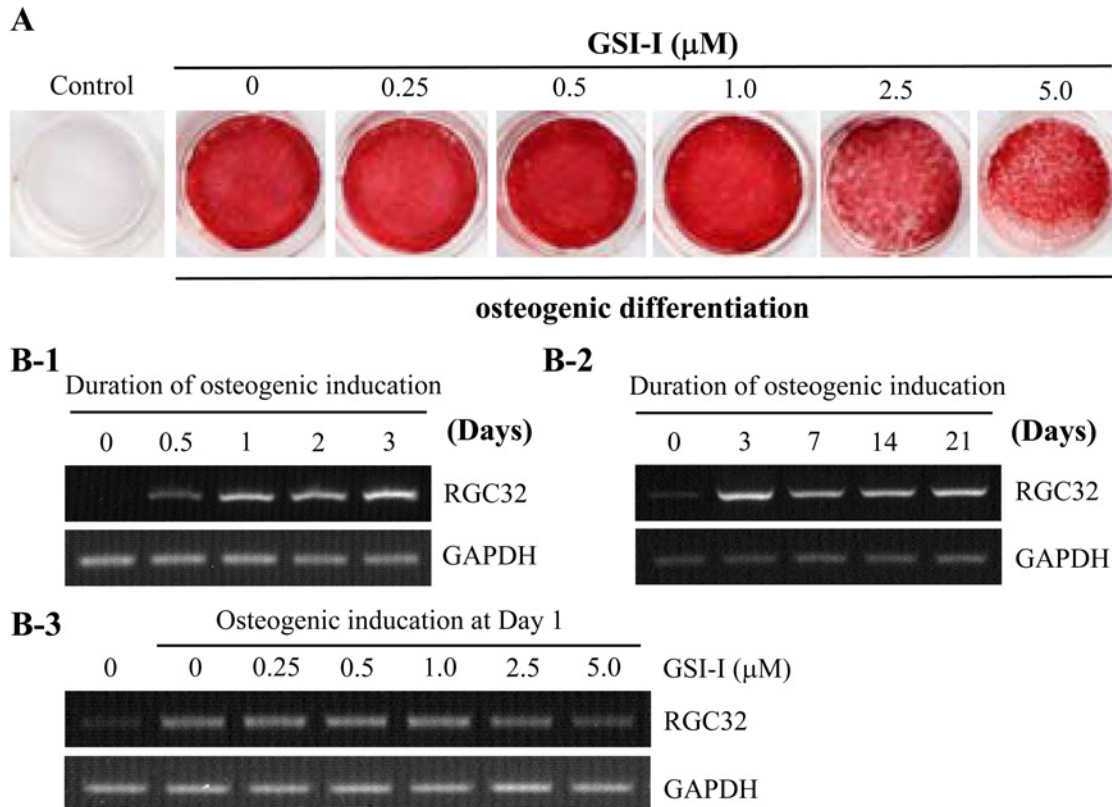 A
GSI-I (μM)
Control 0 0.25 0.5 1.0 2.5 5.0
osteogenic differentiation
B-1
Duration of osteogenic inducation
0 0.5 1 2 3 (Days)
RGC32
GAPDH
B-2
Duration of osteogenic inducation
0 3 7 14 21 (Days)
RGC32
GAPDH
B-3
Osteogenic inducation at Day 1
0 0 0.25 0.5 1.0 2.5 5.0 GSI-I (μM)
RGC32
GAPDH